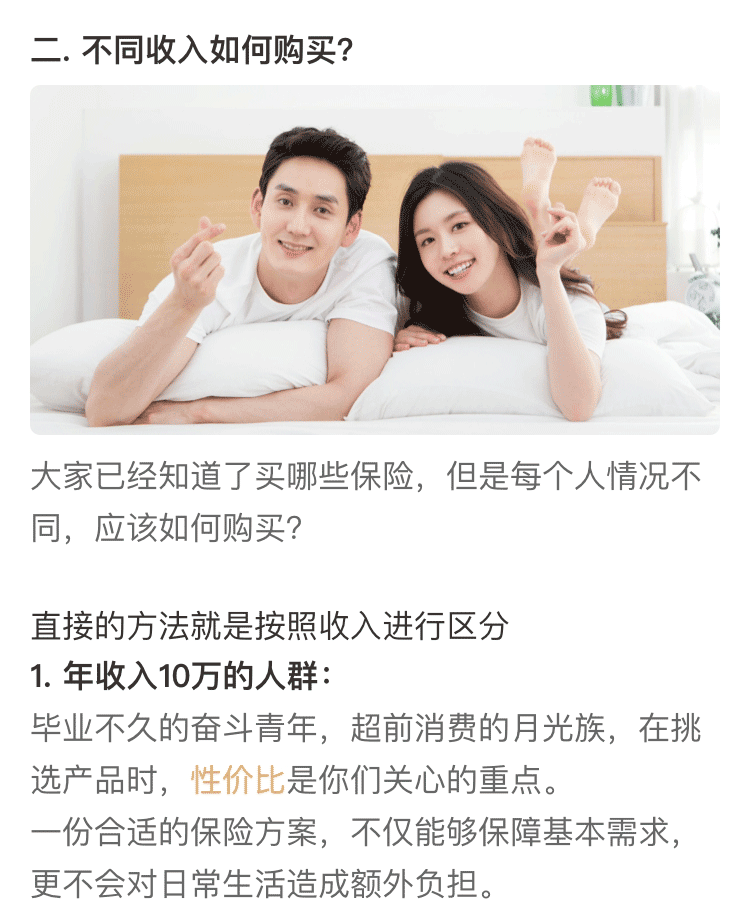 二. 不同收入如何购买？
大家已经知道了买哪些保险，但是每个人情况不
同，应该如何购买？
直接的方法就是按照收入进行区分
1. 年收入10万的人群：
毕业不久的奋斗青年，超前消费的月光族，在挑
选产品时，性价比是你们关心的重点。
一份合适的保险方案，不仅能够保障基本需求，
更不会对日常生活造成额外负担。